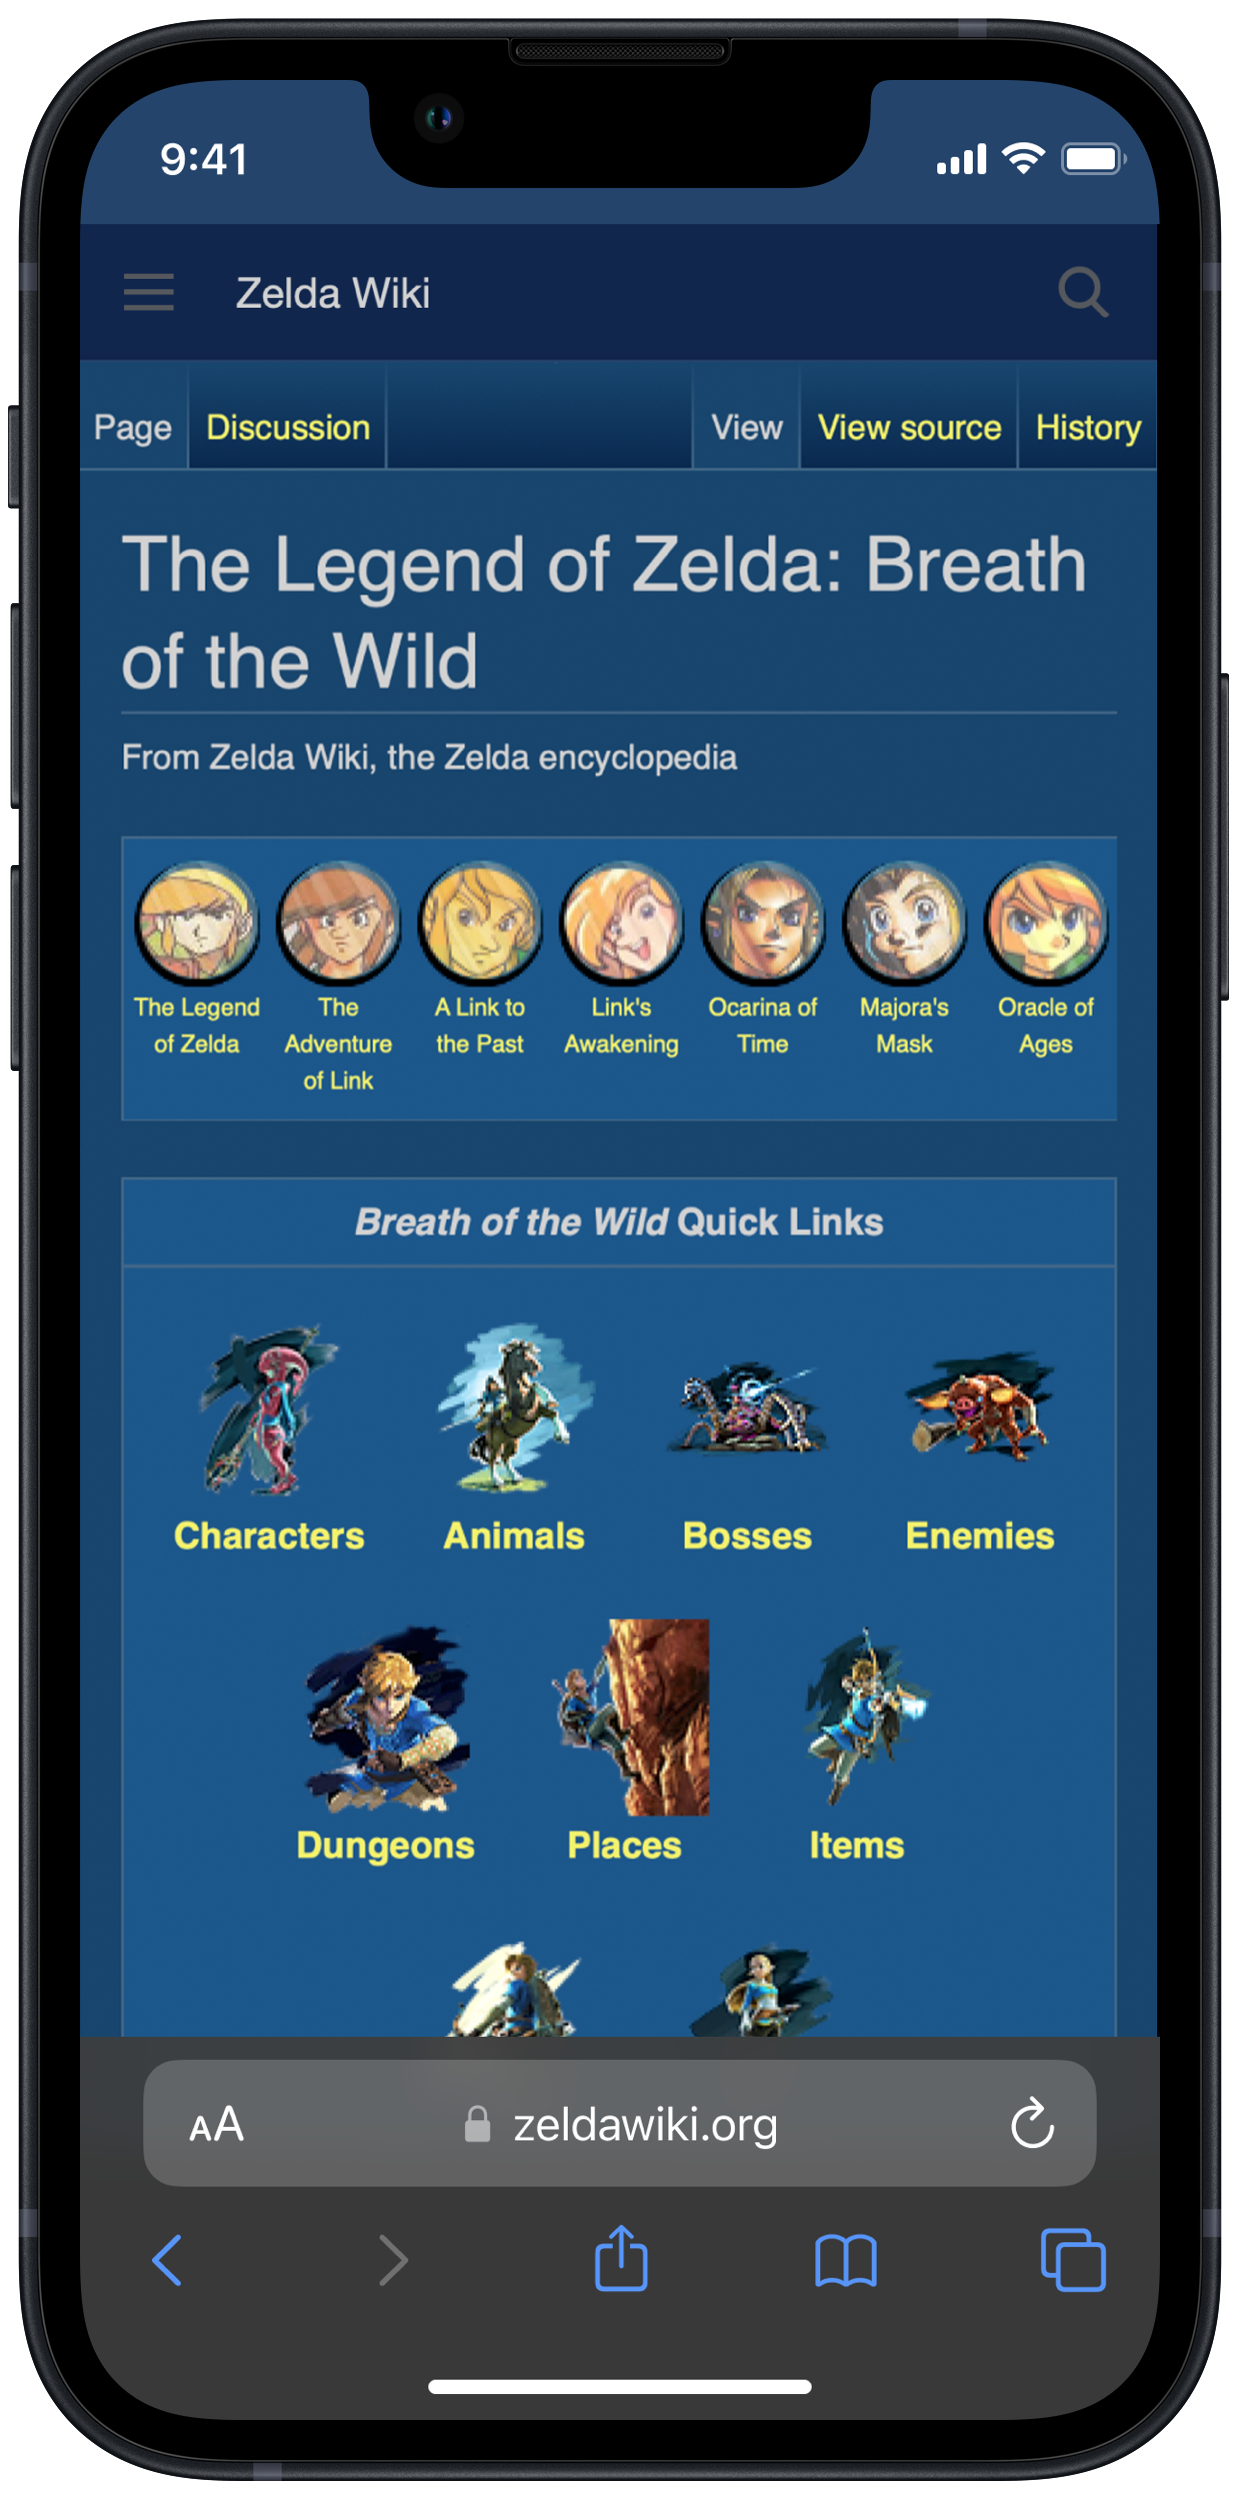 9:41
Zelda Wiki
Page Discussion View View source History
The Legend of Zelda: Breath
of the Wild
From Zelda Wiki, the Zelda encyclopedia
The Legend
of Zelda
The
Adventure
of Link
A Link to
the Past
Link's
Awakening
Ocarina of
Time
Majora's
Mask
Oracle of
Ages
Breath of the Wild Quick Links
Characters Animals Bosses Enemies
Dungeons Places Items
AA zeldawiki.org